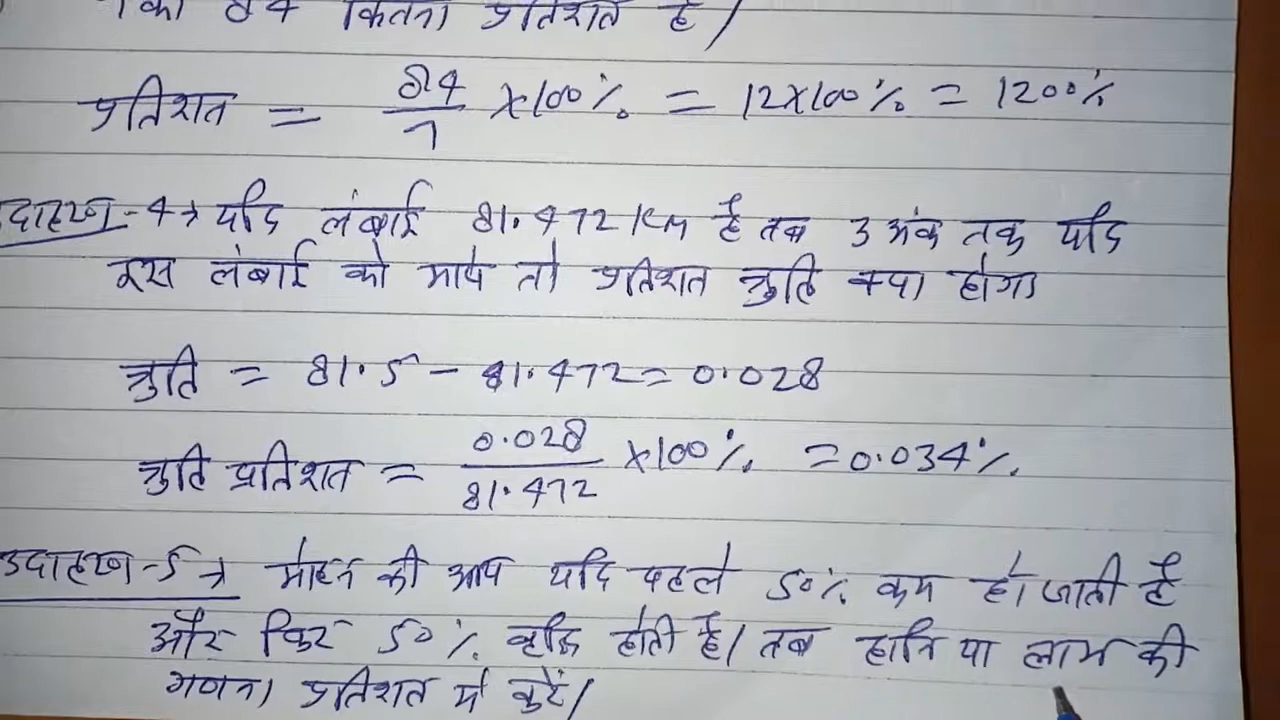 7 का 84 कितना प्रतिशत है।
प्रतिशत = 84/7 ×100% = 12×100% = 1200%
उदाहरण-4→ यदि लंबाई 81.472 km है तब 3 अंक तक यदि
इस लंबाई को मापे तो प्रतिशत त्रुटि क्या होगा
त्रुटि = 81.5 - 81.472 = 0.028
त्रुटि प्रतिशत = 0.028/81.472 ×100% = 0.034%
उदाहरण-5→ मोहन की आय यदि पहले 50% कम हो जाती है
और फिर 50% वृद्धि होती है। तब हानि या लाभ की
गणना प्रतिशत में करें।